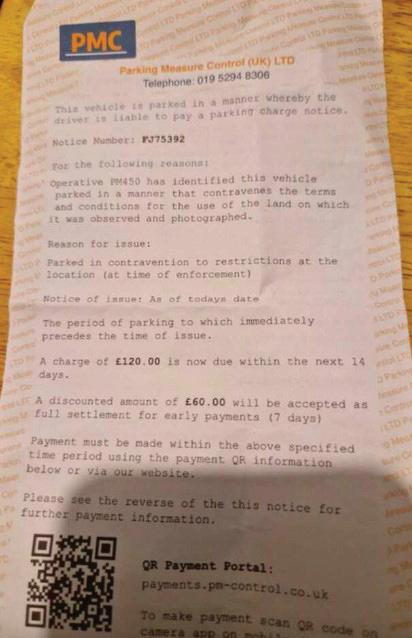 PMC
Parking Measure Control (UK) LTD
Telephone: 019 5294 8306
This vehicle is parked in a manner whereby the
driver is liable to pay a parking charge notice.
Notice Number: FJ75392
For the following reasons:
Operative PM450 has identified this vehicle
parked in a manner that contravenes the terms
and conditions for the use of the land on which
it was observed and photographed.
Reason for issue:
Parked in contravention to restrictions at the
location (at time of enforcement)
Notice of issue: As of todays date
The period of parking to which immediately
precedes the time of issue.
A charge of £120.00 is now due within the next 14
days.
A discounted amount of £60.00 will be accepted as
full settlement for early payments (7 days)
Payment must be made within the above specified
time period using the payment QR information
below or via our website.
Please see the reverse of the this notice for
further payment information.
QR Payment Portal:
payments.pm-control.co.uk
To make payment scan QR code on
camera app on